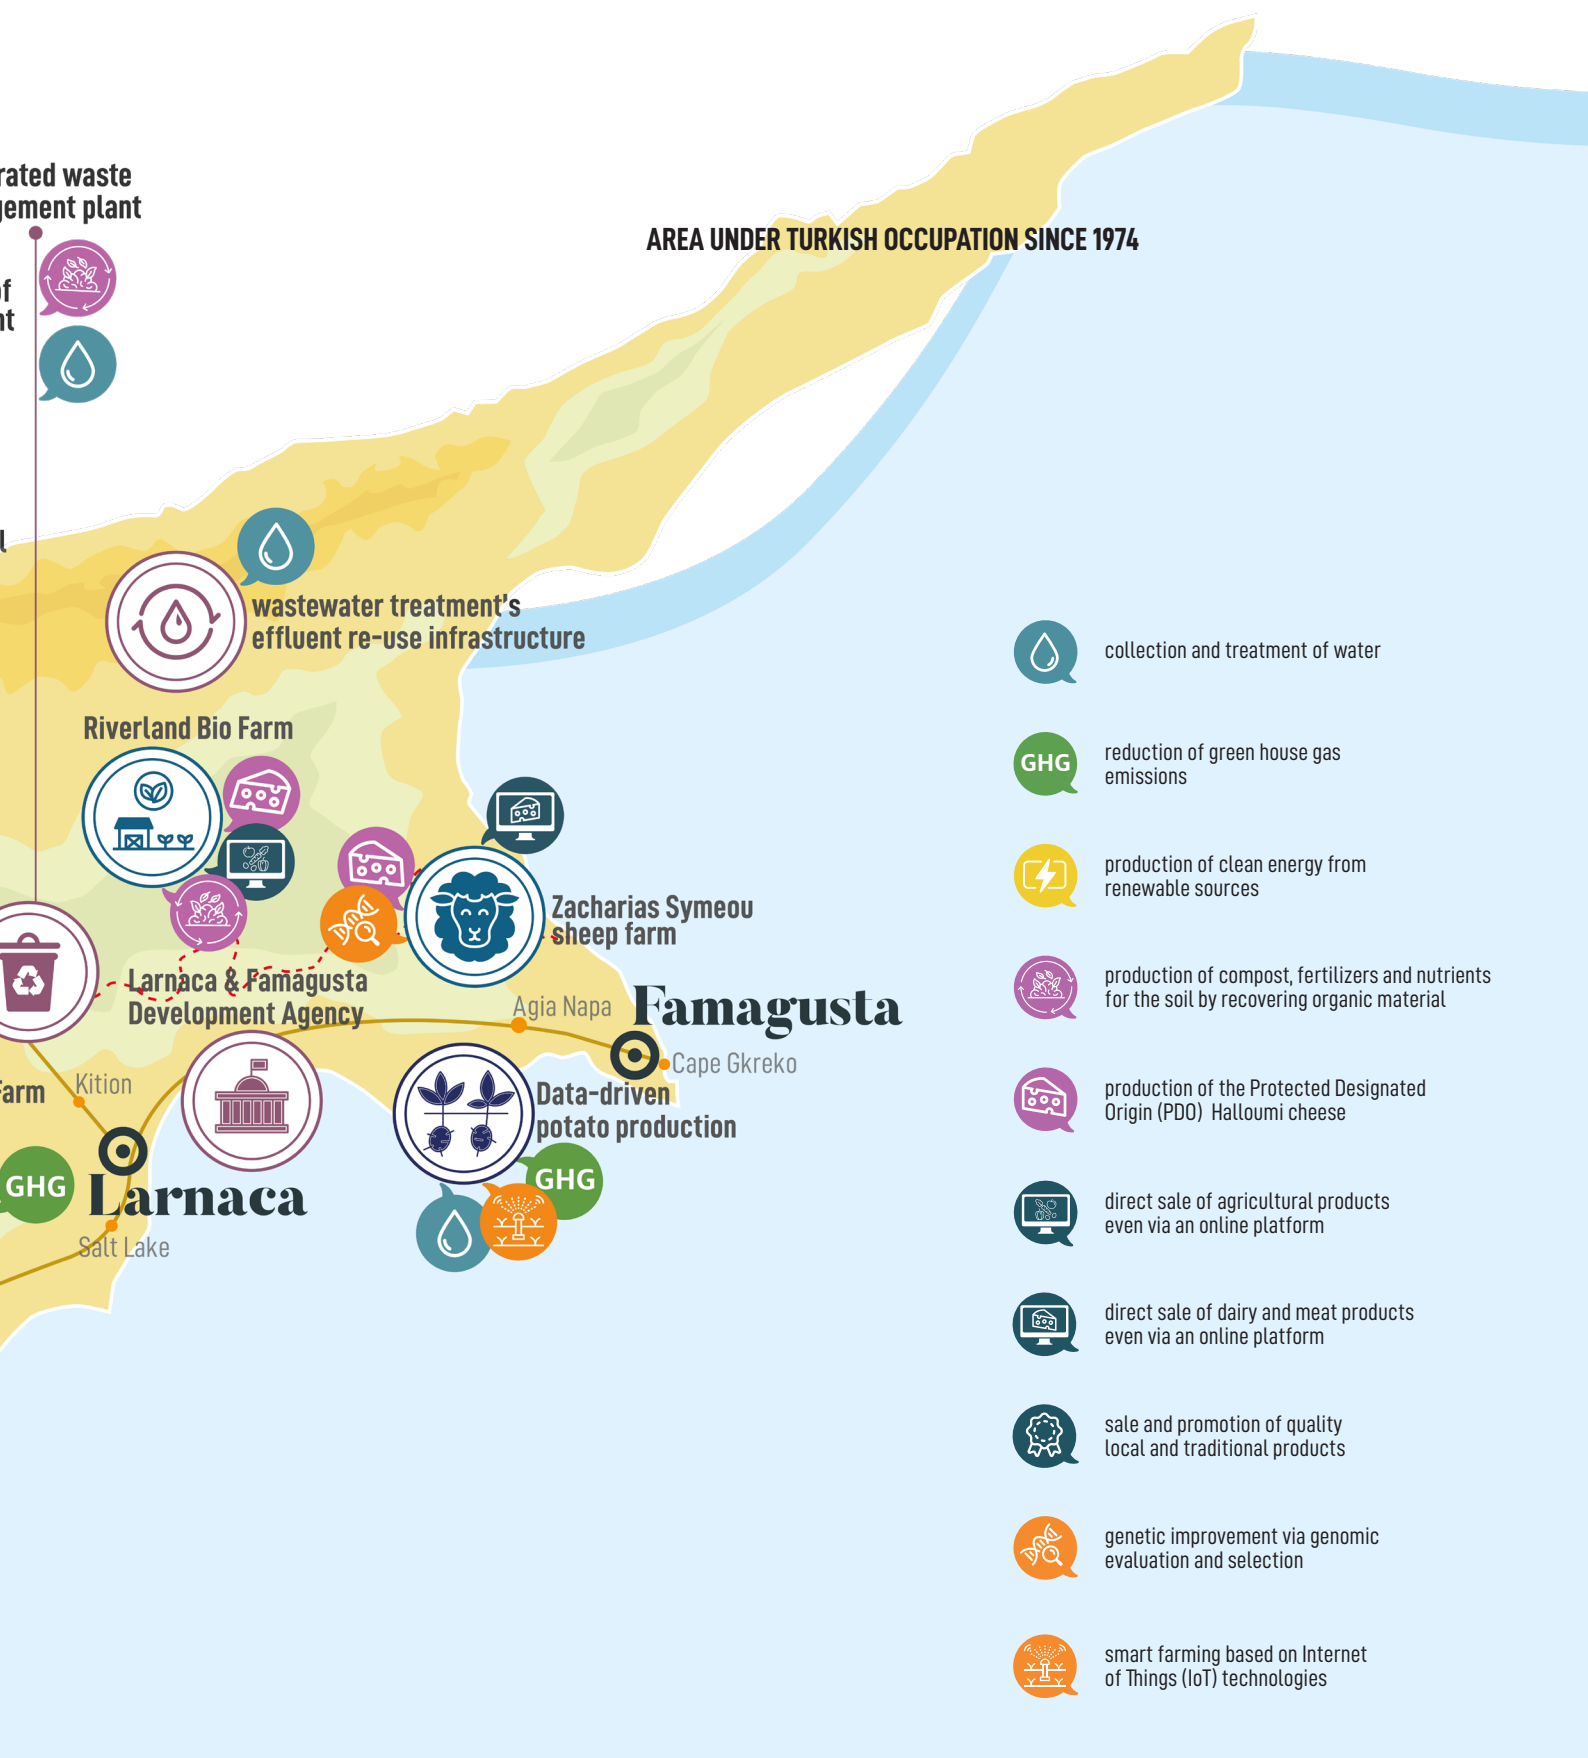 rated waste
gement plant
AREA UNDER TURKISH OCCUPATION SINCE 1974
of
nt
l
wastewater treatment's
effluent re-use infrastructure
Riverland Bio Farm
Zacharias Symeou
sheep farm
Larnaca & Famagusta
Development Agency
Agia Napa
Famagusta
Cape Gkreko
Farm
Kition
Data-driven
potato production
GHG
GHG
Larnaca
Salt Lake
collection and treatment of water
GHG
reduction of green house gas
emissions
production of clean energy from
renewable sources
production of compost, fertilizers and nutrients
for the soil by recovering organic material
production of the Protected Designated
Origin (PDO) Halloumi cheese
direct sale of agricultural products
even via an online platform
direct sale of dairy and meat products
even via an online platform
sale and promotion of quality
local and traditional products
genetic improvement via genomic
evaluation and selection
smart farming based on Internet
of Things (IoT) technologies